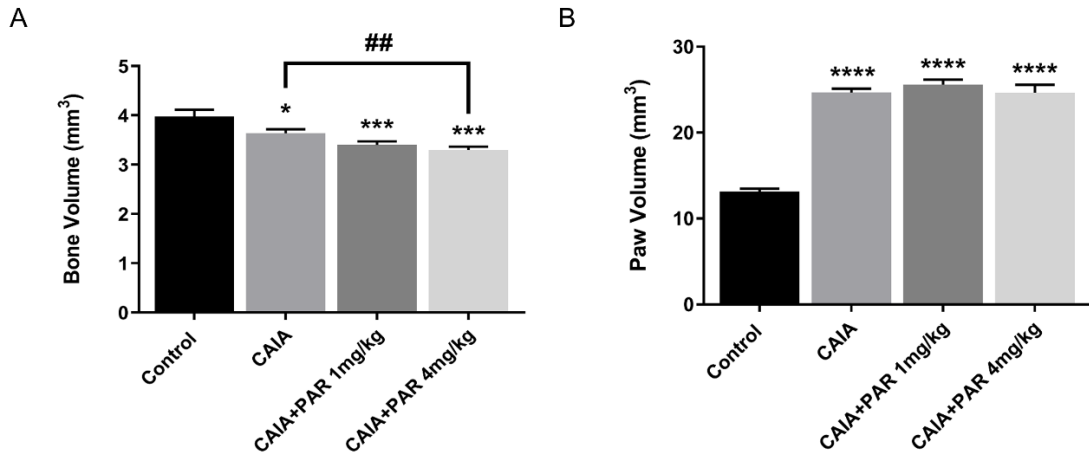 A
##
Bone Volume (mm³)
5
4
3
2
1
0
*
***
***
Control
CAIA
CAIA+PAR 1mg/kg
CAIA+PAR 4mg/kg
B
Paw Volume (mm³)
30
20
10
0
****
****
****
Control
CAIA
CAIA+PAR 1mg/kg
CAIA+PAR 4mg/kg